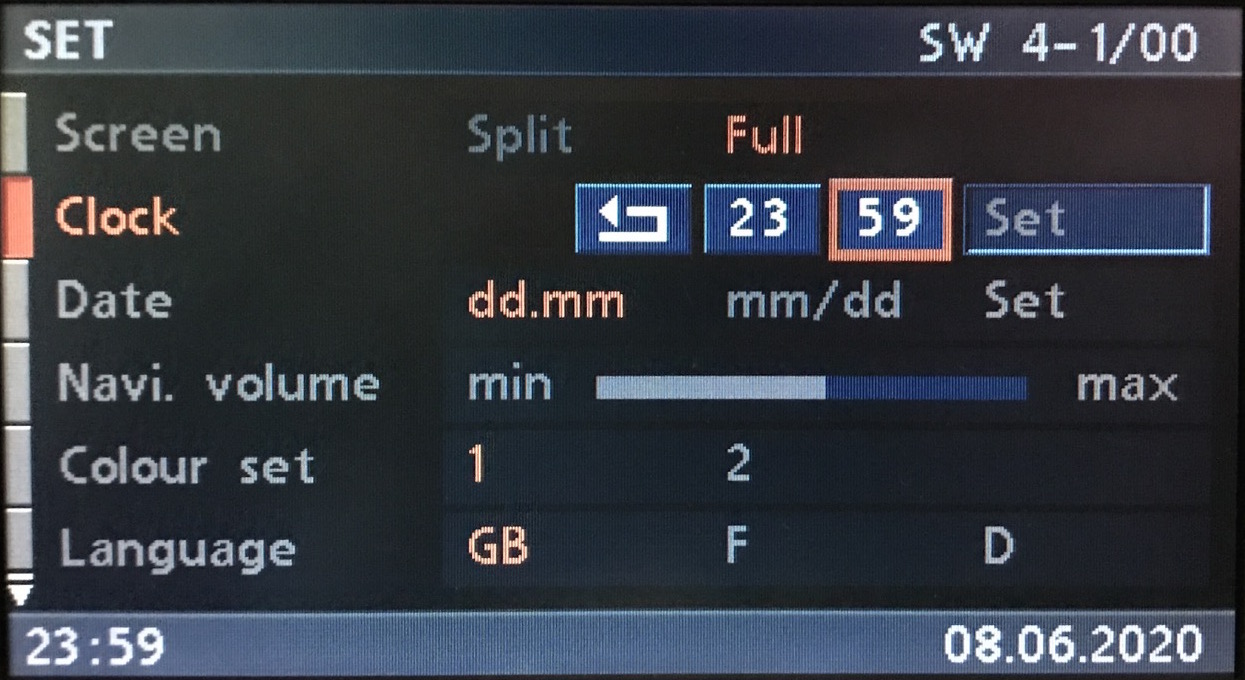 SET SW 4-1/00
Screen Split Full
Clock 23 59 Set
Date dd.mm mm/dd Set
Navi. volume min max
Colour set 1 2
Language GB F D
23:59 08.06.2020